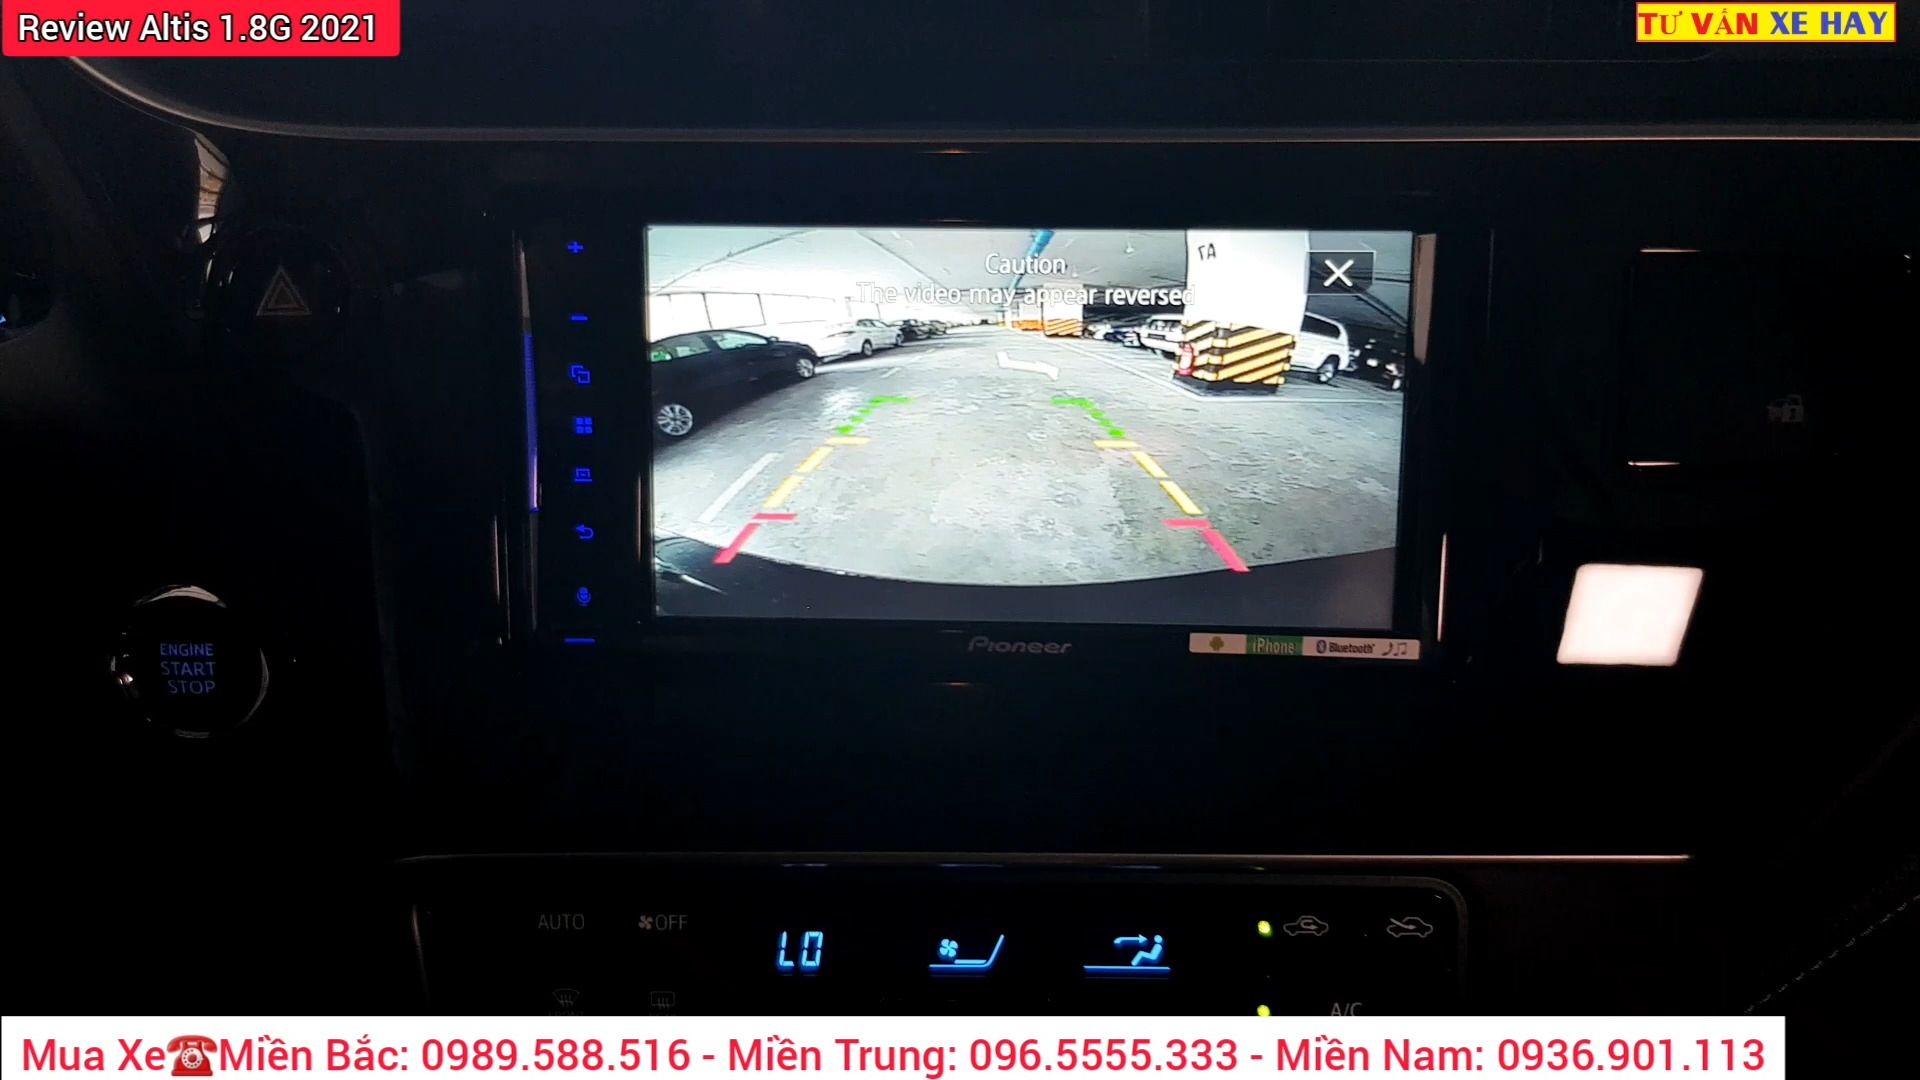 Review Altis 1.8G 2021
TƯ VẤN XE HAY
Caution
The video may appear reversed
ENGINE
START
STOP
Pioneer
iPhone
Bluetooth
AUTO
OFF
LO
A/C
Mua Xe☎Miền Bắc: 0989.588.516 - Miền Trung: 096.5555.333 - Miền Nam: 0936.901.113